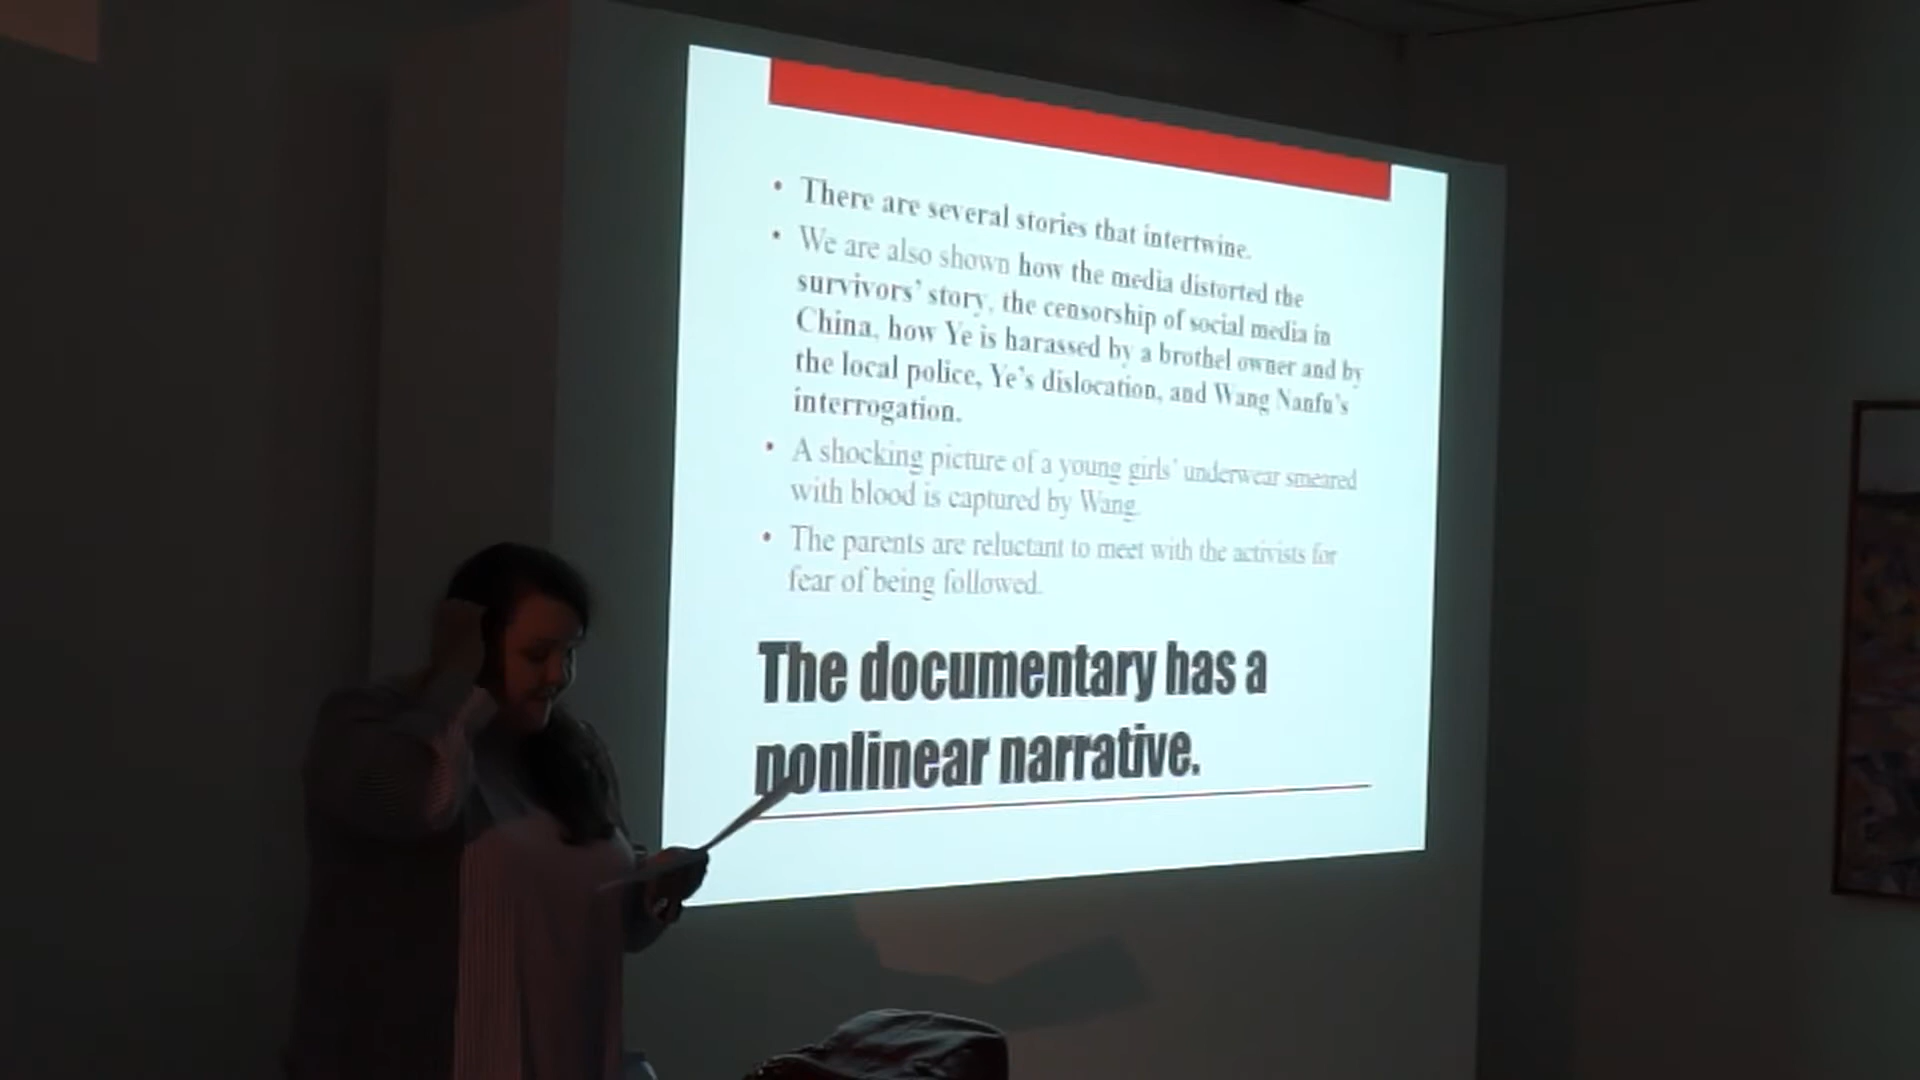 • There are several stories that intertwine.
• We are also shown how the media distorted the
survivors’ story, the censorship of social media in
China, how Ye is harassed by a brothel owner and by
the local police, Ye’s dislocation, and Wang Nanfu’s
interrogation.
• A shocking picture of a young girls’ underwear smeared
with blood is captured by Wang.
• The parents are reluctant to meet with the activists for
fear of being followed.
The documentary has a
nonlinear narrative.